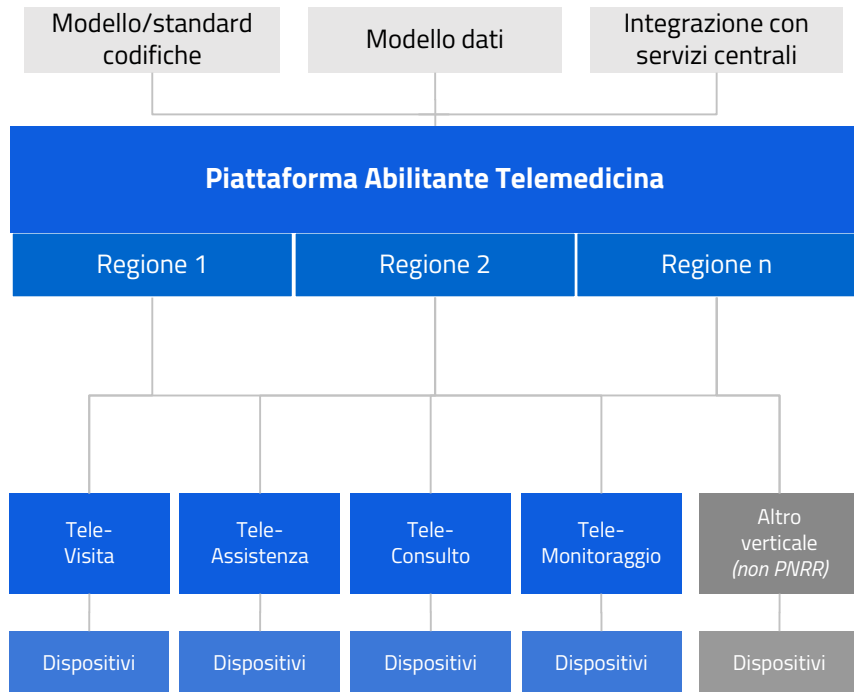 Modello/standard
codifiche
Modello dati
Integrazione con
servizi centrali
Piattaforma Abilitante Telemedicina
Regione 1
Regione 2
Regione n
Tele-
Visita
Tele-
Assistenza
Tele-
Consulto
Tele-
Monitoraggio
Altro
verticale
(non PNRR)
Dispositivi
Dispositivi
Dispositivi
Dispositivi
Dispositivi